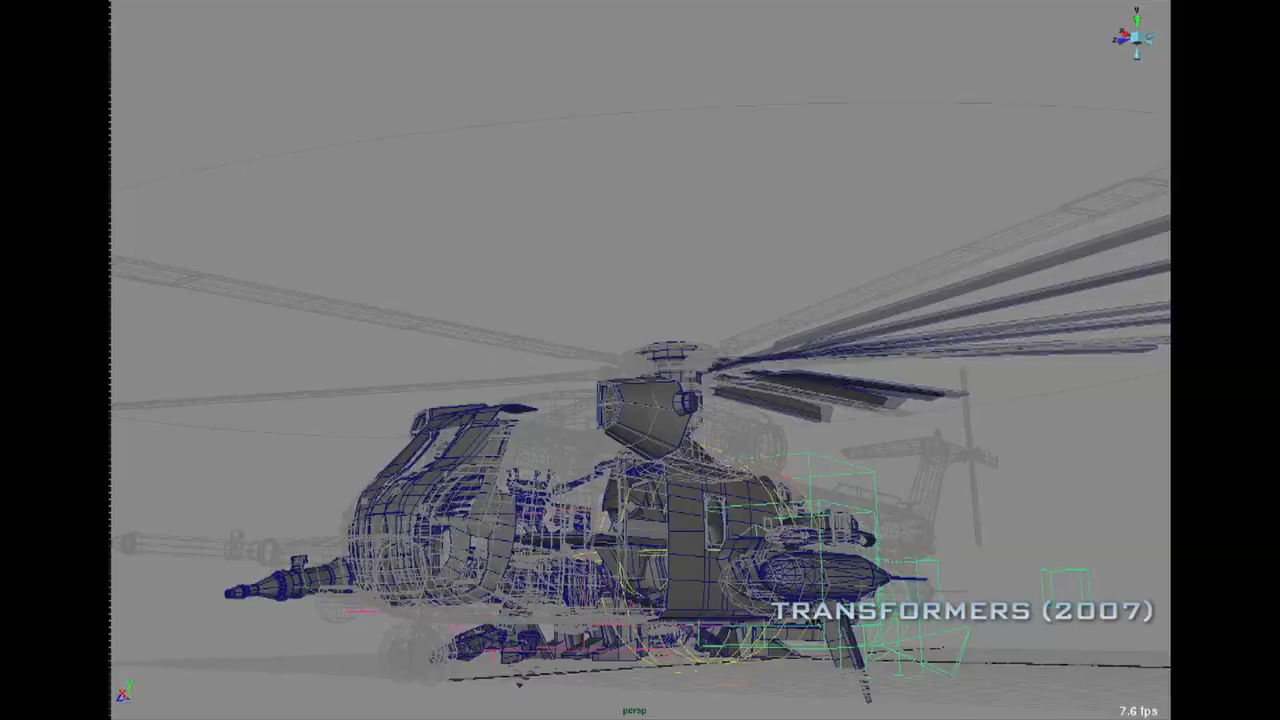 y
x
z
TRANSFORMERS (2007)
y
x
z
persp
7.6 fps